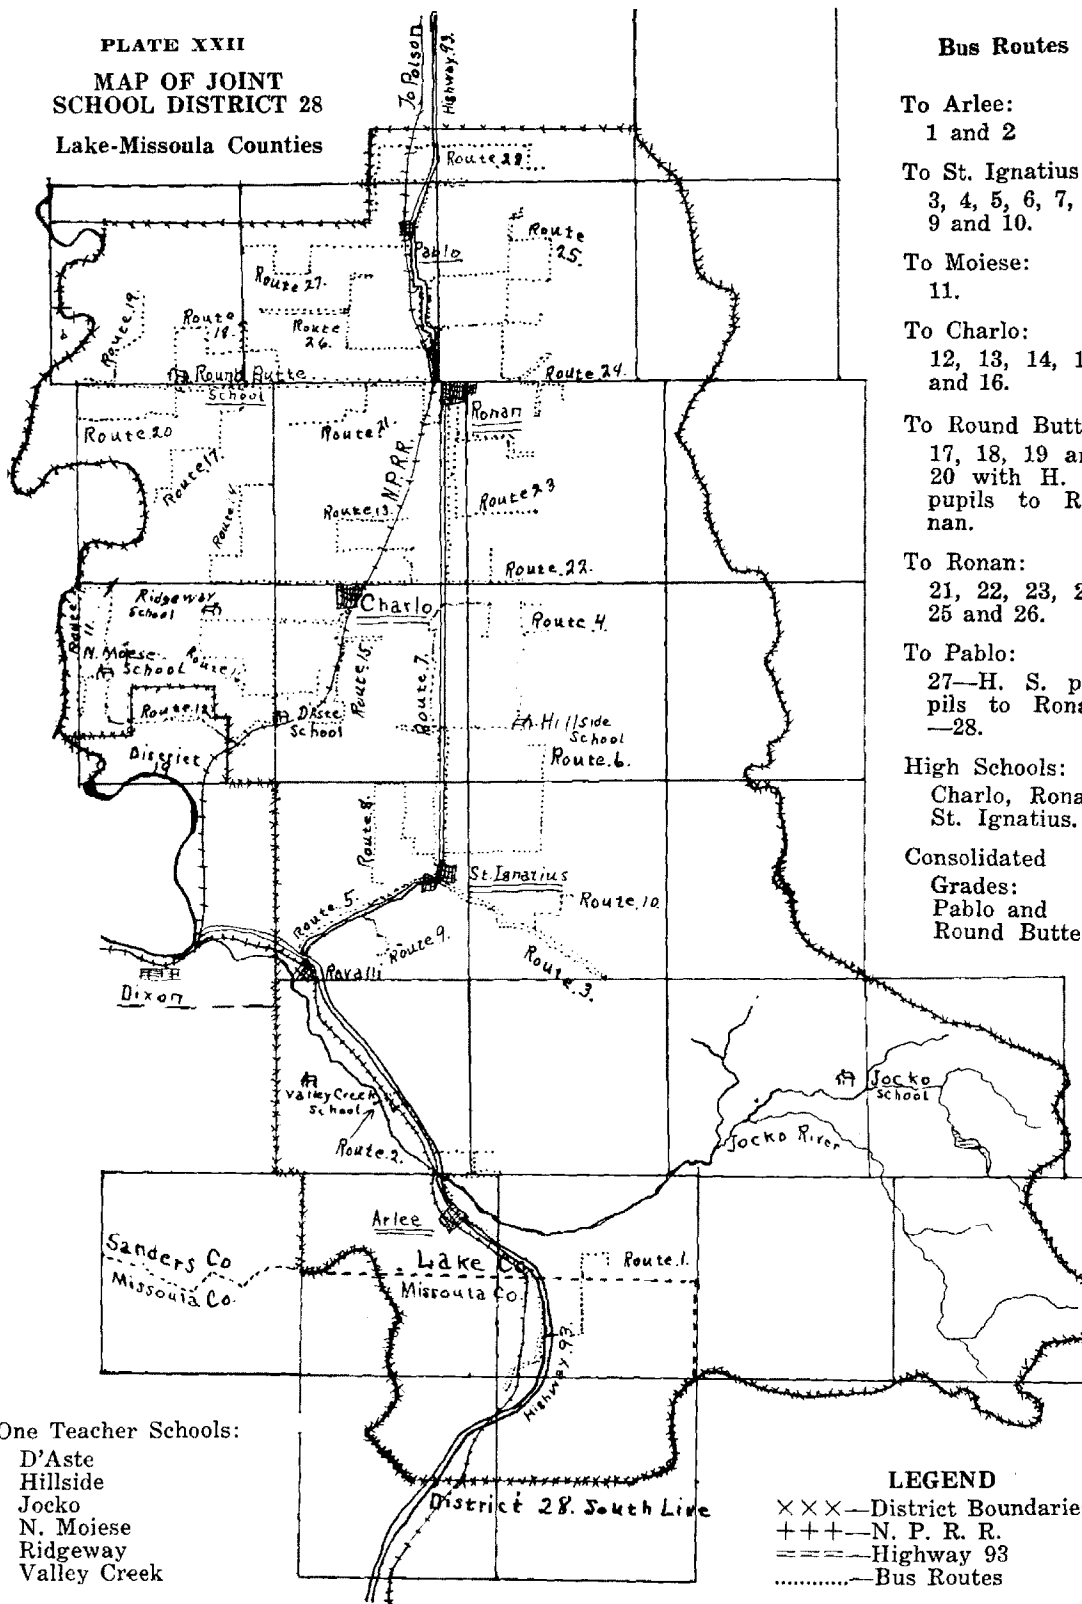 PLATE XXII
MAP OF JOINT
SCHOOL DISTRICT 28
Lake-Missoula Counties
To Polson
Highway 93.
Route 28
Pablo
Route
25.
Route 27.
Route
26.
Route
18.
Route 19.
Round Butte
School
Route 24.
Ronan
Route 20
Route 21.
Route 17.
N.P.R.R.
Route 13.
Route 23
Route 22.
Ridgeway
School
Charlo
Route
11.
N. Moiese
School
Route 4.
Route 15.
Route 7.
Route 12
D'Aste
School
Hillside
School
District
Route 6.
Route 8.
St. Ignatius
Route 5.
Route 9.
Route 10
Route 3.
Ravalli
Dixon
Valley Creek
School
Route 2.
Jocko
School
Jocko River
Arlee
Sanders Co
Missoula Co.
Lake Co
Missoula Co.
Route 1.
Highway 93.
District 28. South Line
Bus Routes
To Arlee:
1 and 2
To St. Ignatius
3, 4, 5, 6, 7,
9 and 10.
To Moiese:
11.
To Charlo:
12, 13, 14, 1
and 16.
To Round Butt
17, 18, 19 an
20 with H.
pupils to R
nan.
To Ronan:
21, 22, 23, 2
25 and 26.
To Pablo:
27—H. S. p
pils to Rona
—28.
High Schools:
Charlo, Rona
St. Ignatius.
Consolidated
Grades:
Pablo and
Round Butte
One Teacher Schools:
D'Aste
Hillside
Jocko
N. Moiese
Ridgeway
Valley Creek
LEGEND
×××—District Boundarie
+++—N. P. R. R.
====—Highway 93
............—Bus Routes